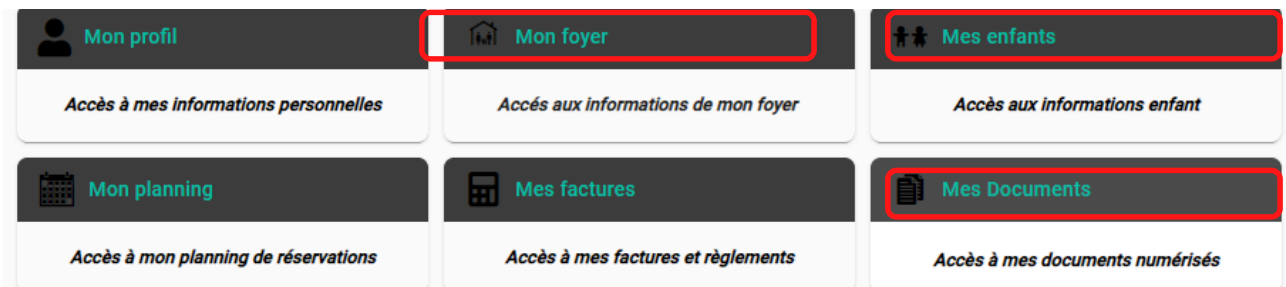 Mon profil
Mon foyer
Mes enfants
Accès à mes informations personnelles
Accés aux informations de mon foyer
Accès aux informations enfant
Mon planning
Mes factures
Mes Documents
Accès à mon planning de réservations
Accès à mes factures et règlements
Accès à mes documents numérisés